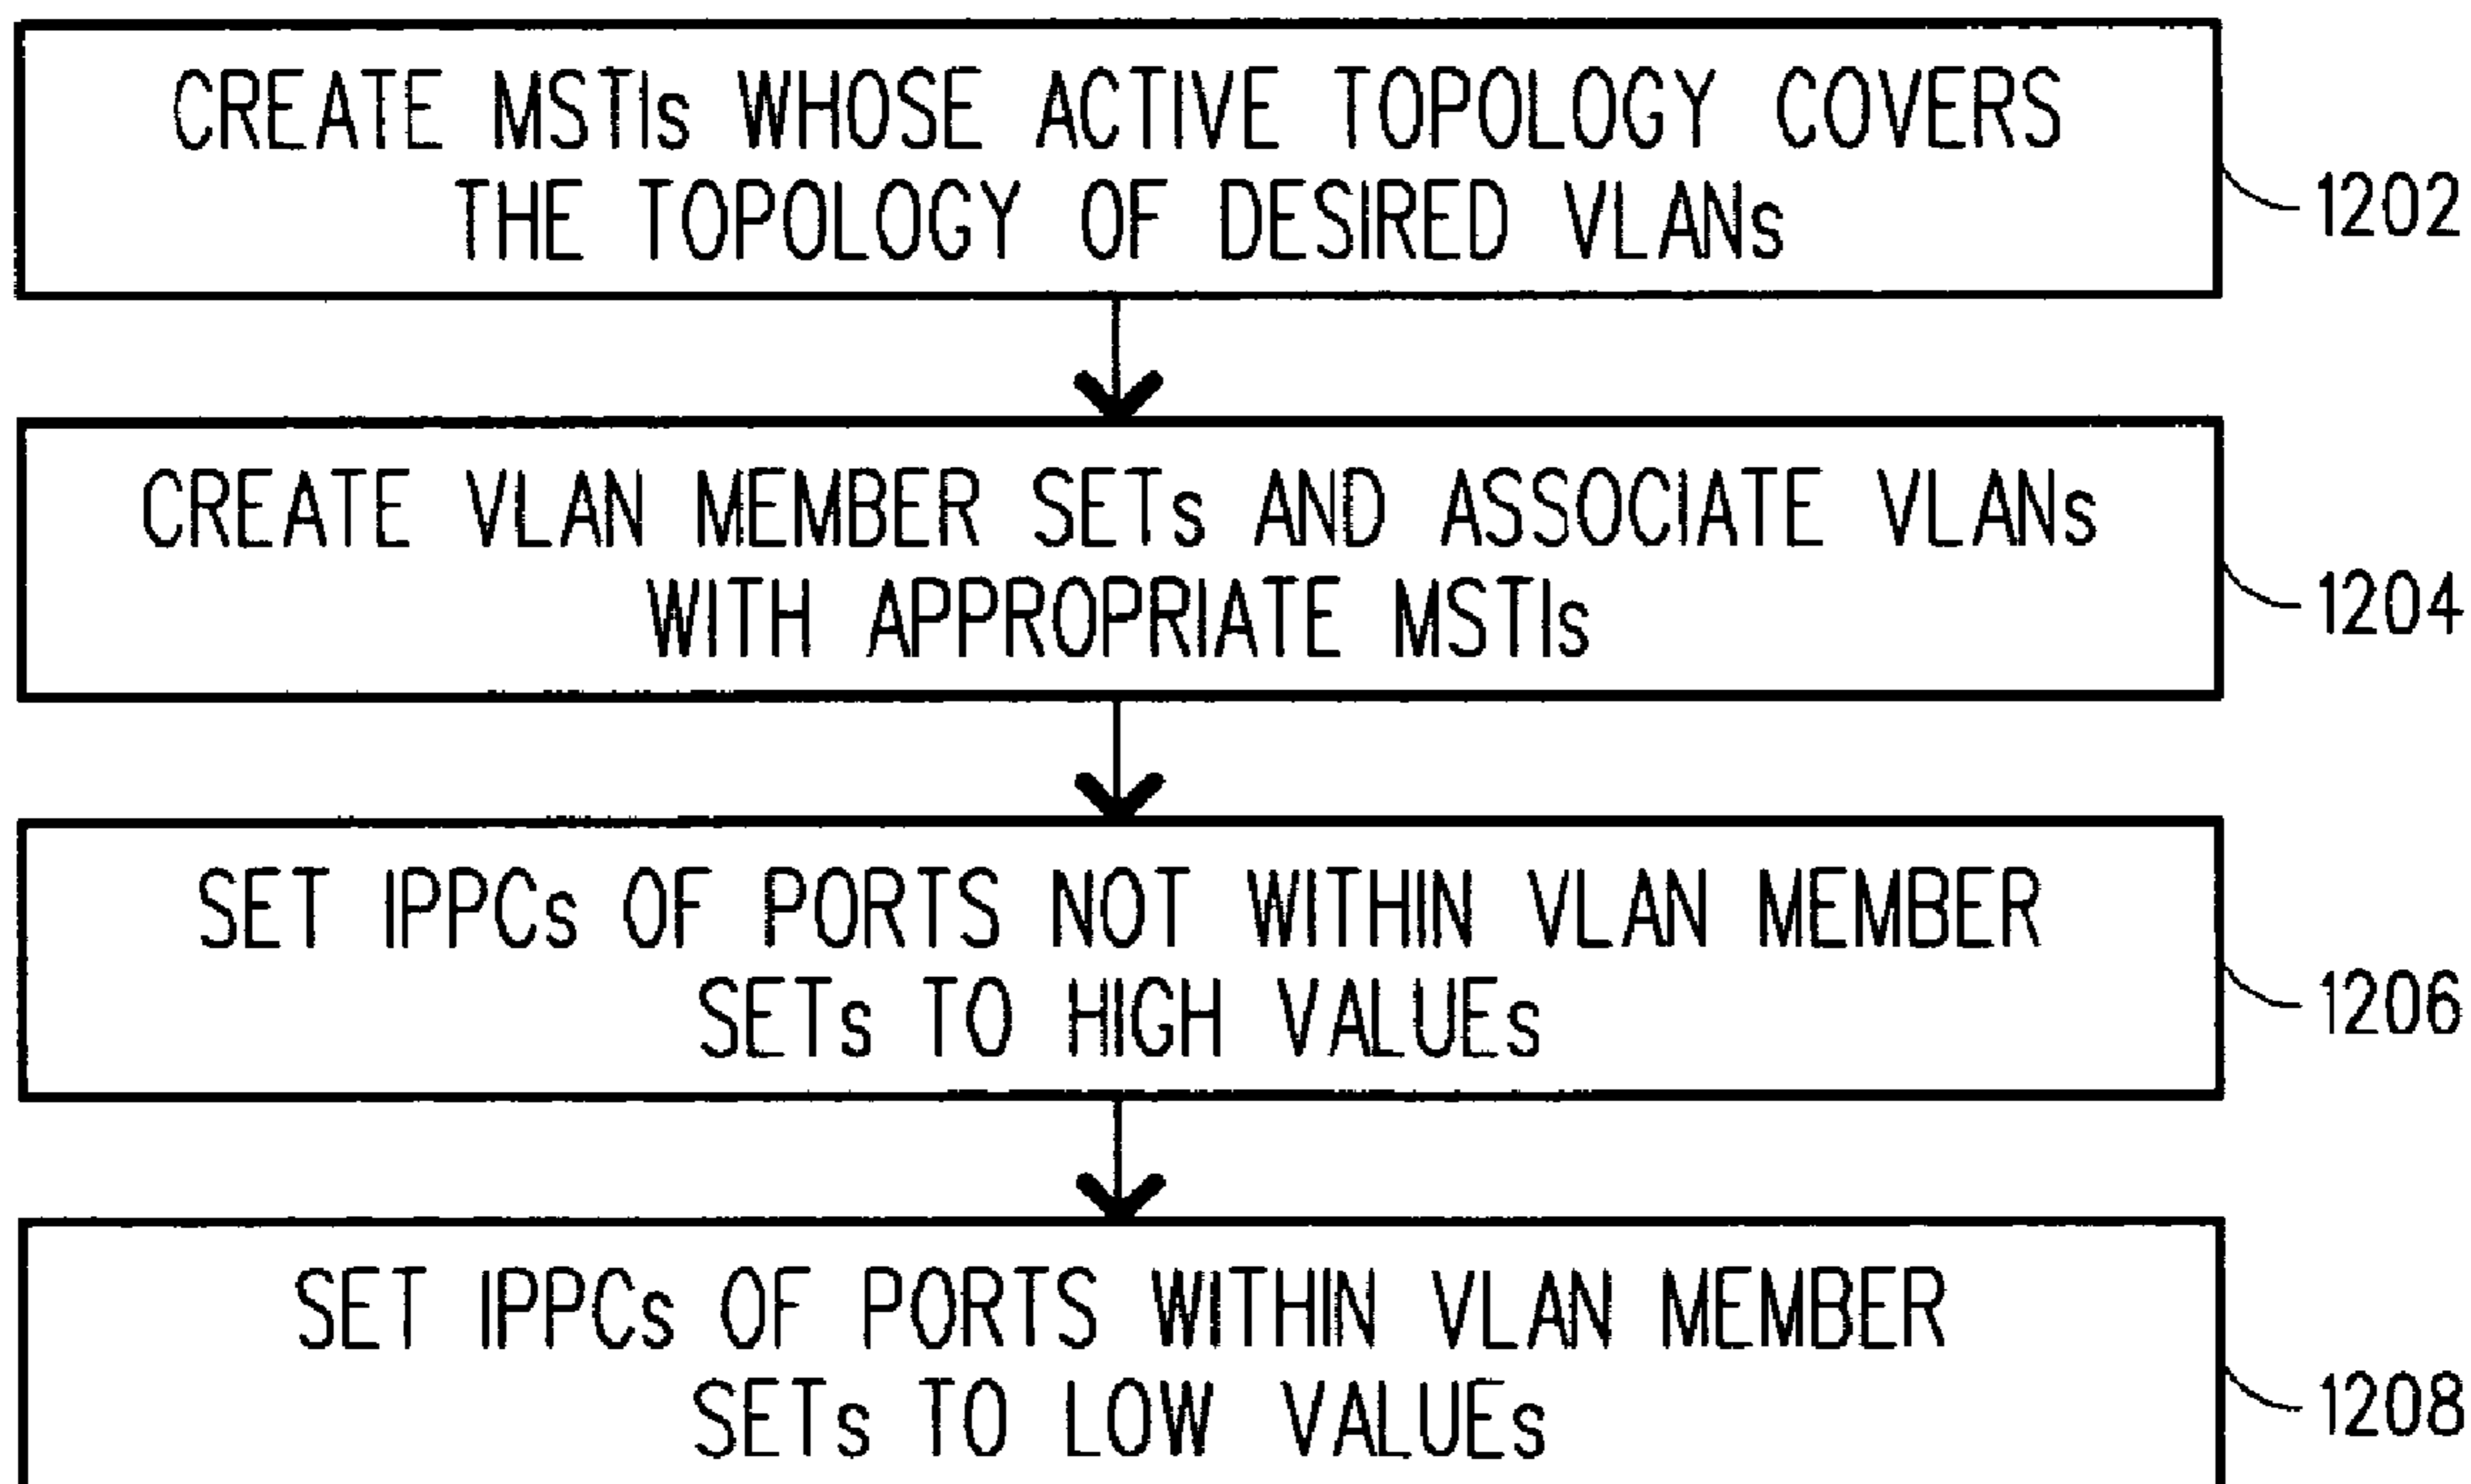 CREATE MSTIs WHOSE ACTIVE TOPOLOGY COVERS
THE TOPOLOGY OF DESIRED VLANs
1202
CREATE VLAN MEMBER SETs AND ASSOCIATE VLANs
WITH APPROPRIATE MSTIs
1204
SET IPPCs OF PORTS NOT WITHIN VLAN MEMBER
SETs TO HIGH VALUEs
1206
SET IPPCs OF PORTS WITHIN VLAN MEMBER
SETs TO LOW VALUEs
1208